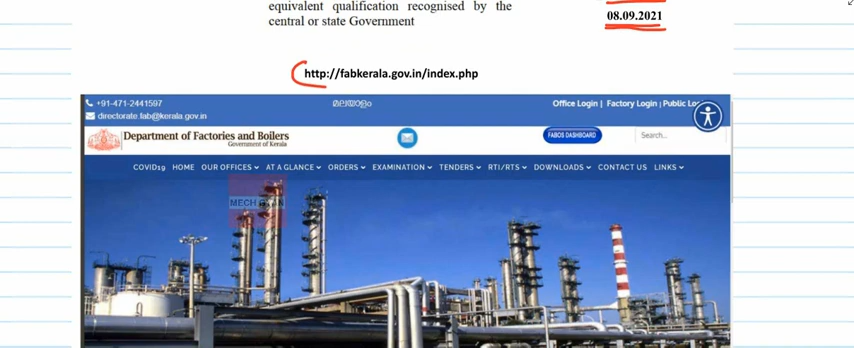 equivalent qualification recognised by the
central or state Government
08.09.2021
http://fabkerala.gov.in/index.php
+91-471-2441597
മലയാളം
Office Login | Factory Login | Public Lo
directorate.fab@kerala.gov.in
Department of Factories and Boilers
Government of Kerala
FABOS DASHBOARD
Search...
COVID19 HOME OUR OFFICES AT A GLANCE ORDERS EXAMINATION TENDERS RTI/RTS DOWNLOADS CONTACT US LINKS
MECH GYAN